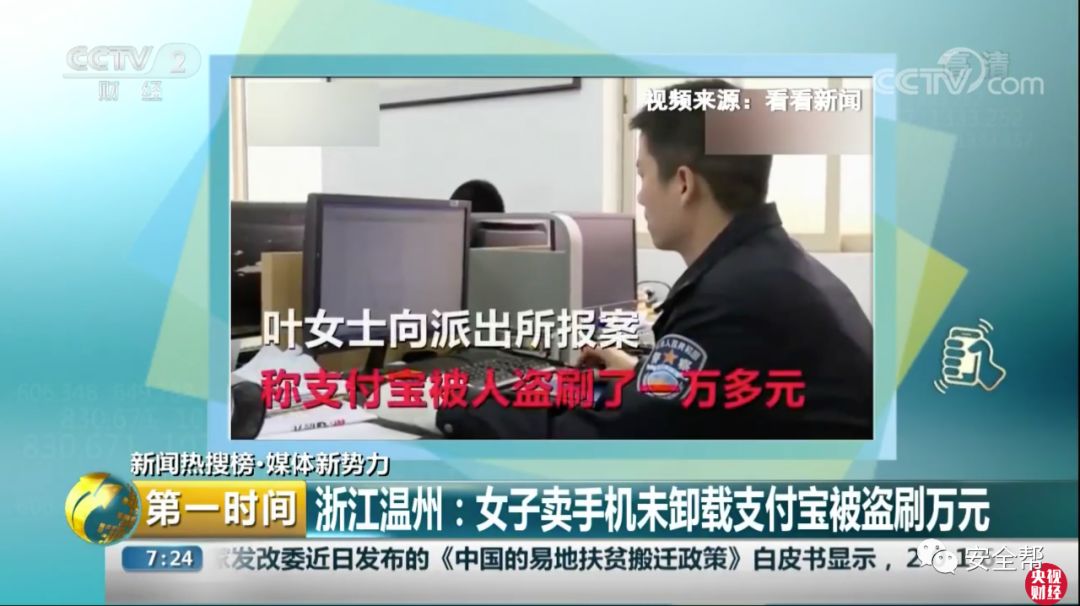 CCTV 2
财经
高清
CCTV.com
视频来源：看看新闻
叶女士向派出所报案
称支付宝被人盗刷了一万多元
新闻热搜榜·媒体新势力
第一时间
浙江温州：女子卖手机未卸载支付宝被盗刷万元
7:24
家发改委近日发布的《中国的易地扶贫搬迁政策》白皮书显示，
安全帮
央视
财经